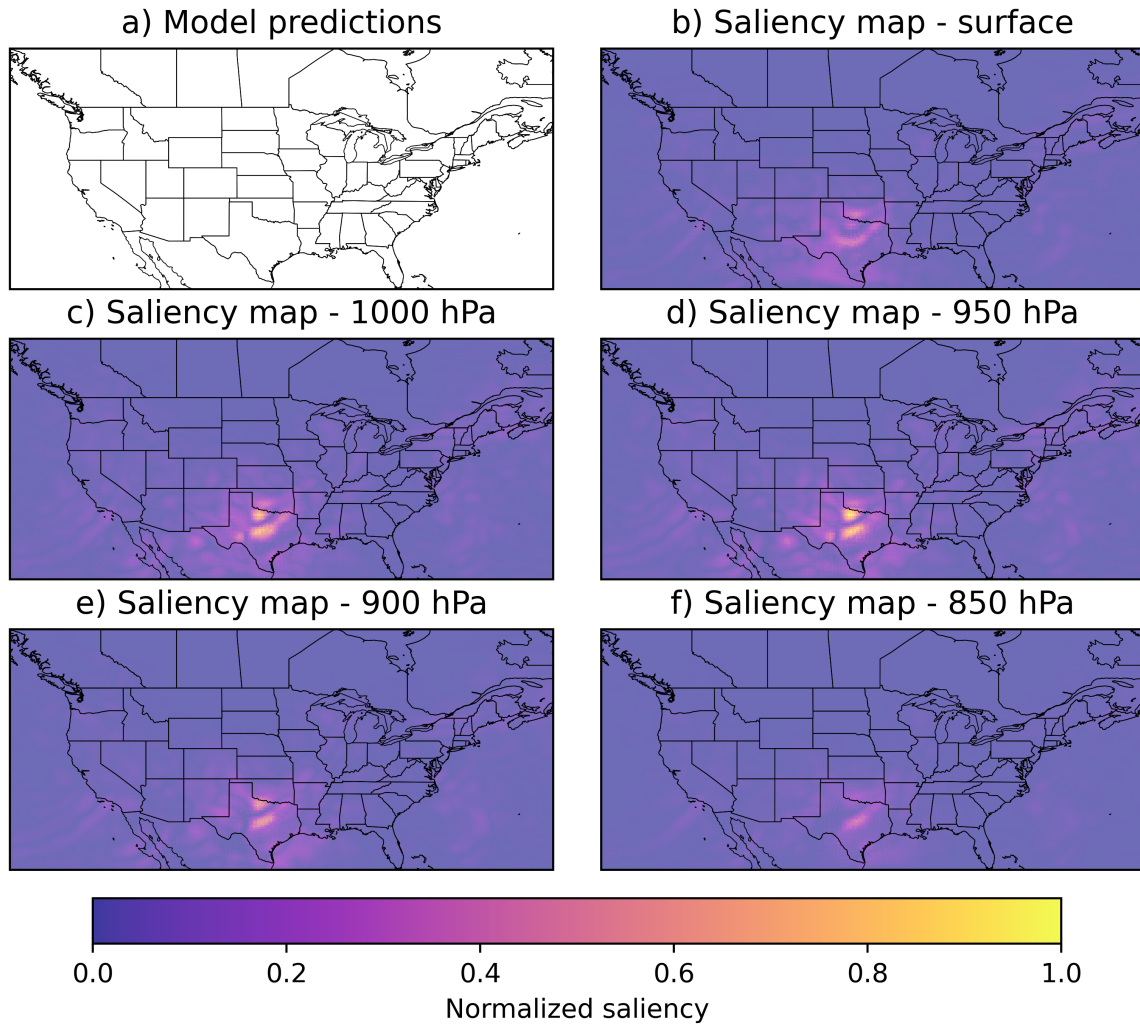 a) Model predictions
b) Saliency map - surface
c) Saliency map - 1000 hPa
d) Saliency map - 950 hPa
e) Saliency map - 900 hPa
f) Saliency map - 850 hPa
0.0 0.2 0.4 0.6 0.8 1.0
Normalized saliency